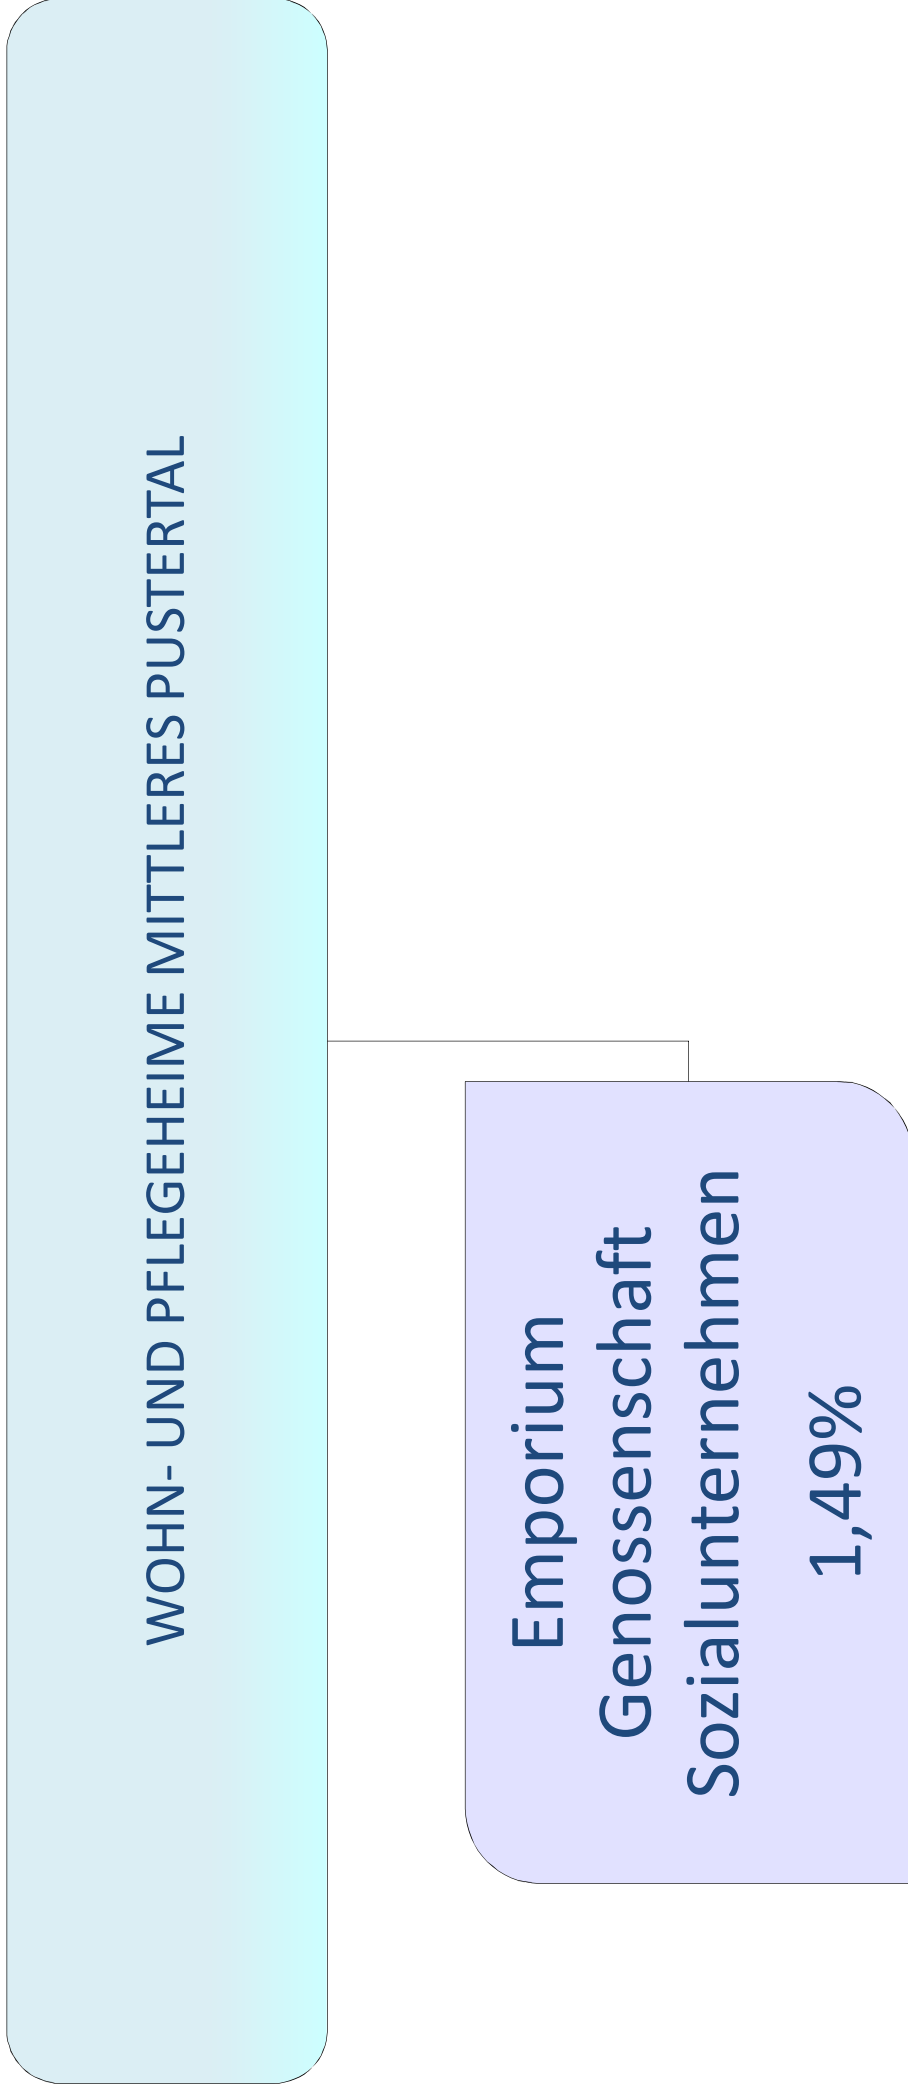 WOHN- UND PFLEGEHEIME MITTLERES PUSTERTAL
Emporium
Genossenschaft
Sozialunternehmen
1,49%